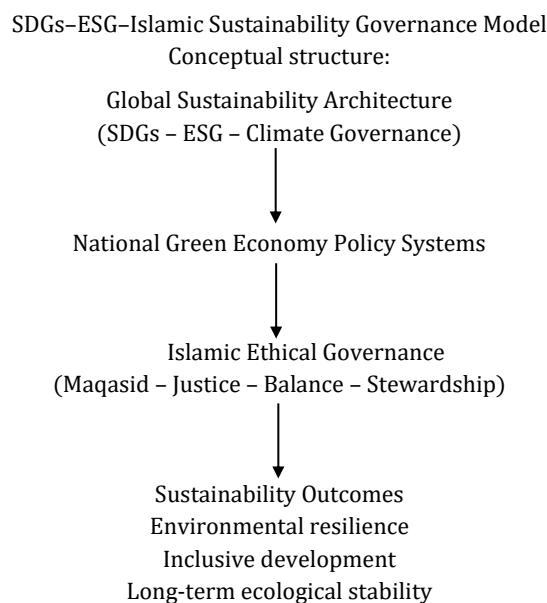 SDGs–ESG–Islamic Sustainability Governance Model
Conceptual structure:
Global Sustainability Architecture
(SDGs – ESG – Climate Governance)
National Green Economy Policy Systems
Islamic Ethical Governance
(Maqasid – Justice – Balance – Stewardship)
Sustainability Outcomes
Environmental resilience
Inclusive development
Long-term ecological stability